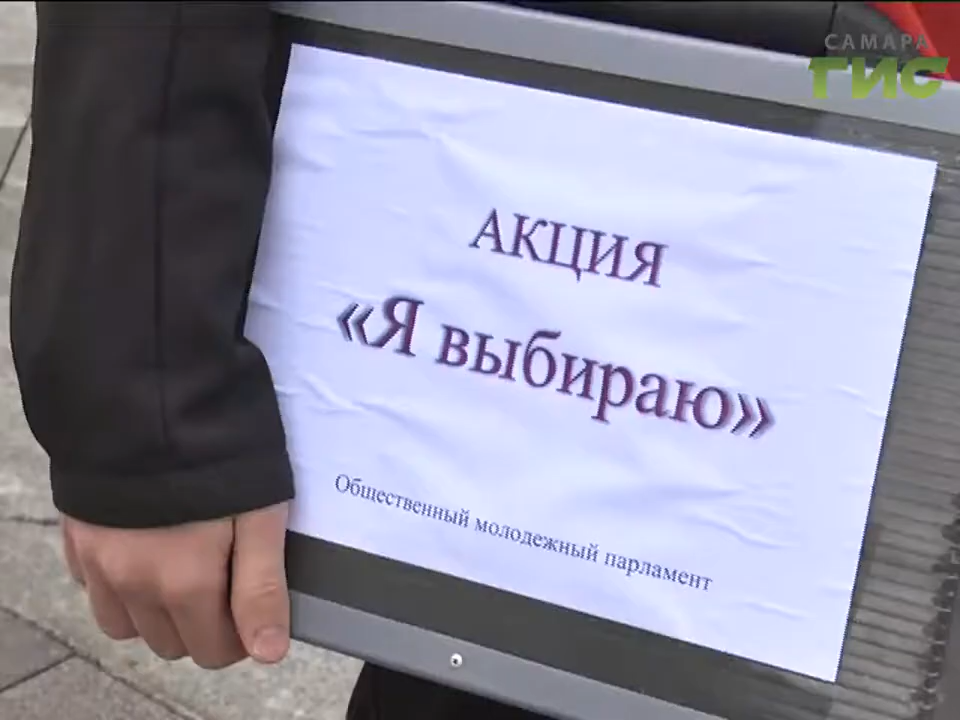 САМАРА
ГИС
АКЦИЯ
«Я выбираю»
Общественный молодежный парламент